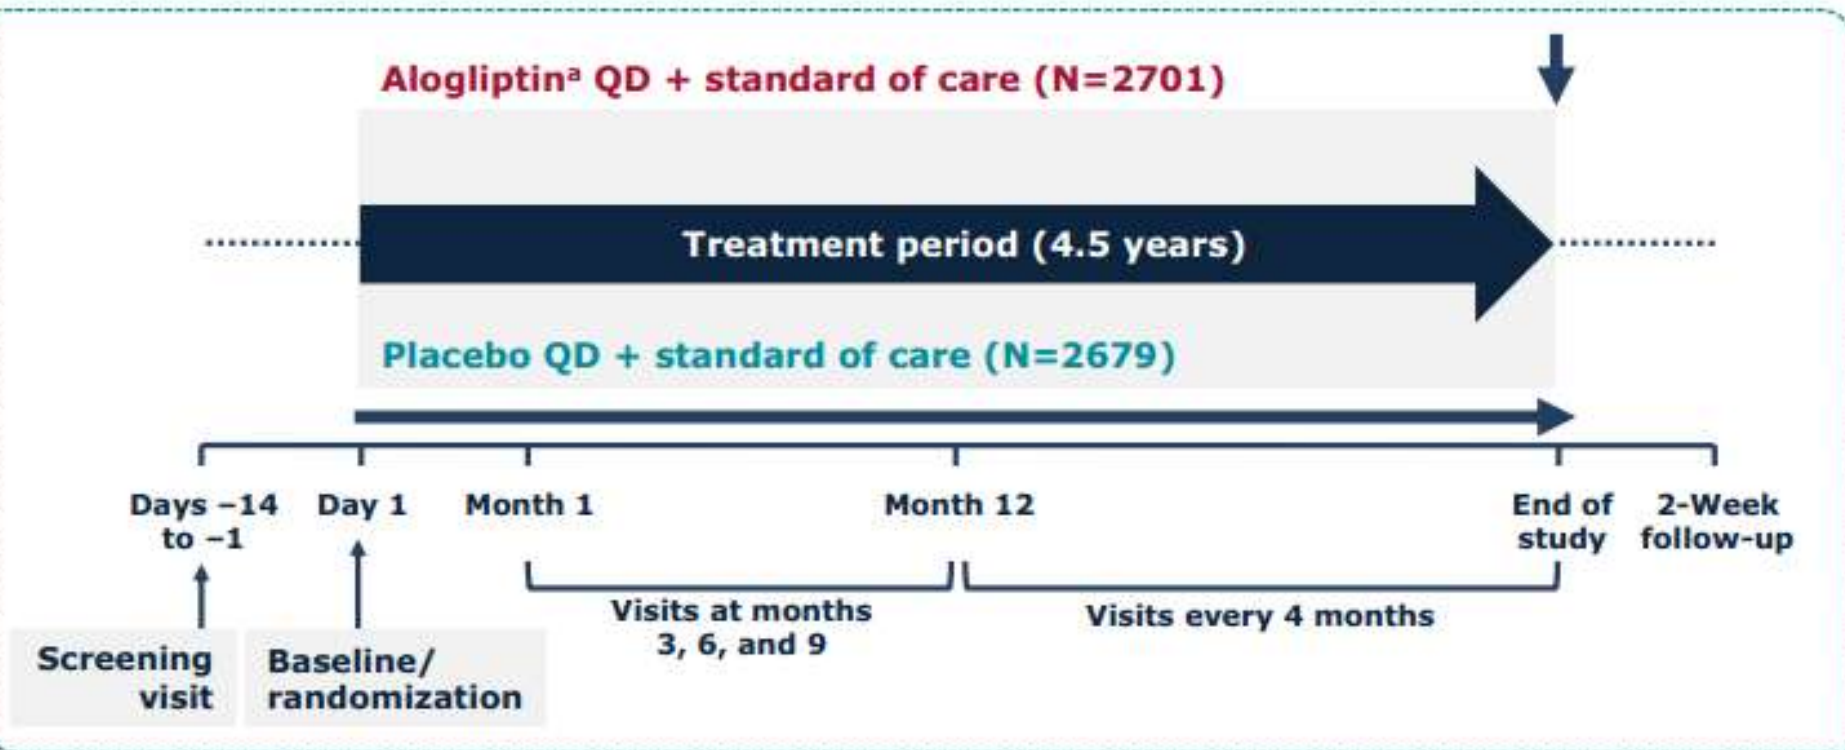 Alogliptinᵃ QD + standard of care (N=2701)
Treatment period (4.5 years)
Placebo QD + standard of care (N=2679)
Days –14
to –1
Day 1
Month 1
Month 12
End of
study
2-Week
follow-up
Visits at months
3, 6, and 9
Visits every 4 months
Screening
visit
Baseline/
randomization